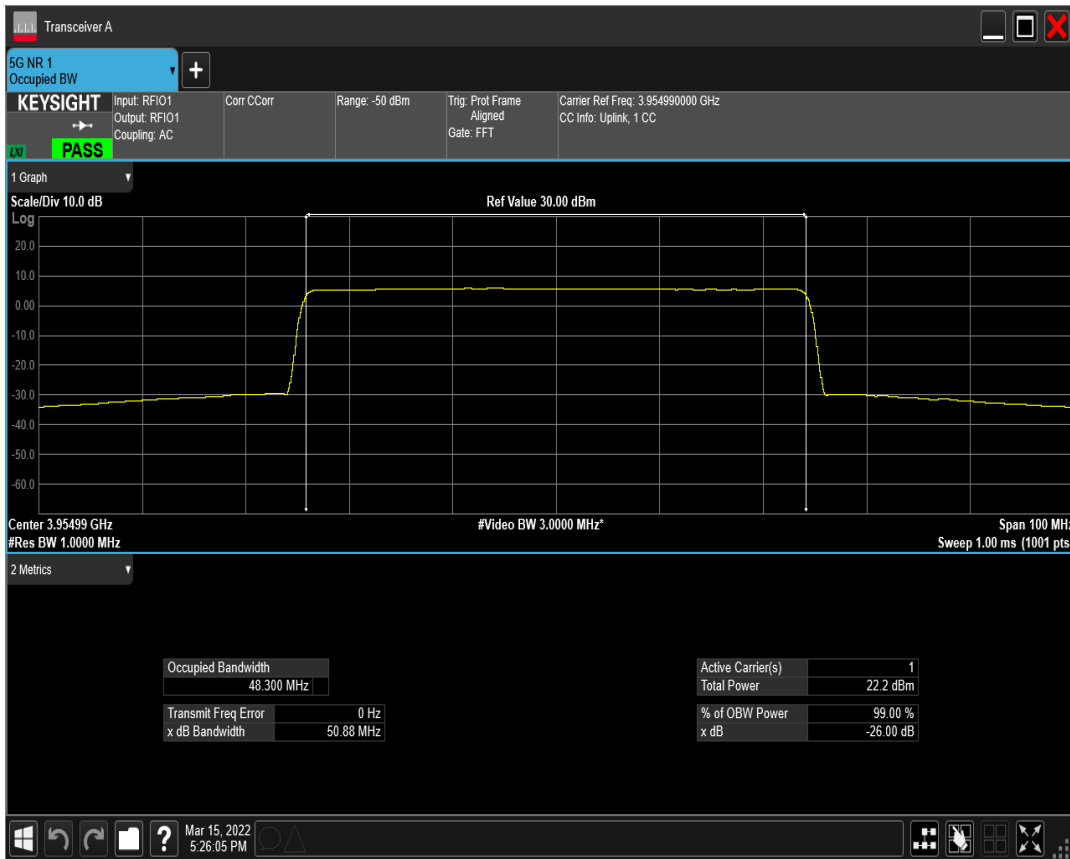 Transceiver A
5G NR 1
Occupied BW
KEYSIGHT
LXI
PASS
Input: RFIO1
Output: RFIO1
Coupling: AC
Corr CCorr
Range: -50 dBm
Trig: Prot Frame
Aligned
Gate: FFT
Carrier Ref Freq: 3.954990000 GHz
CC Info: Uplink, 1 CC
1 Graph
Scale/Div 10.0 dB
Ref Value 30.00 dBm
Log
20.0
10.0
0.00
-10.0
-20.0
-30.0
-40.0
-50.0
-60.0
Center 3.95499 GHz
#Video BW 3.0000 MHz*
Span 100 MHz
#Res BW 1.0000 MHz
Sweep 1.00 ms (1001 pts
2 Metrics
Occupied Bandwidth
48.300 MHz
Transmit Freq Error 0 Hz
x dB Bandwidth 50.88 MHz
Active Carrier(s) 1
Total Power 22.2 dBm
% of OBW Power 99.00 %
x dB -26.00 dB
?
Mar 15, 2022
5:26:05 PM